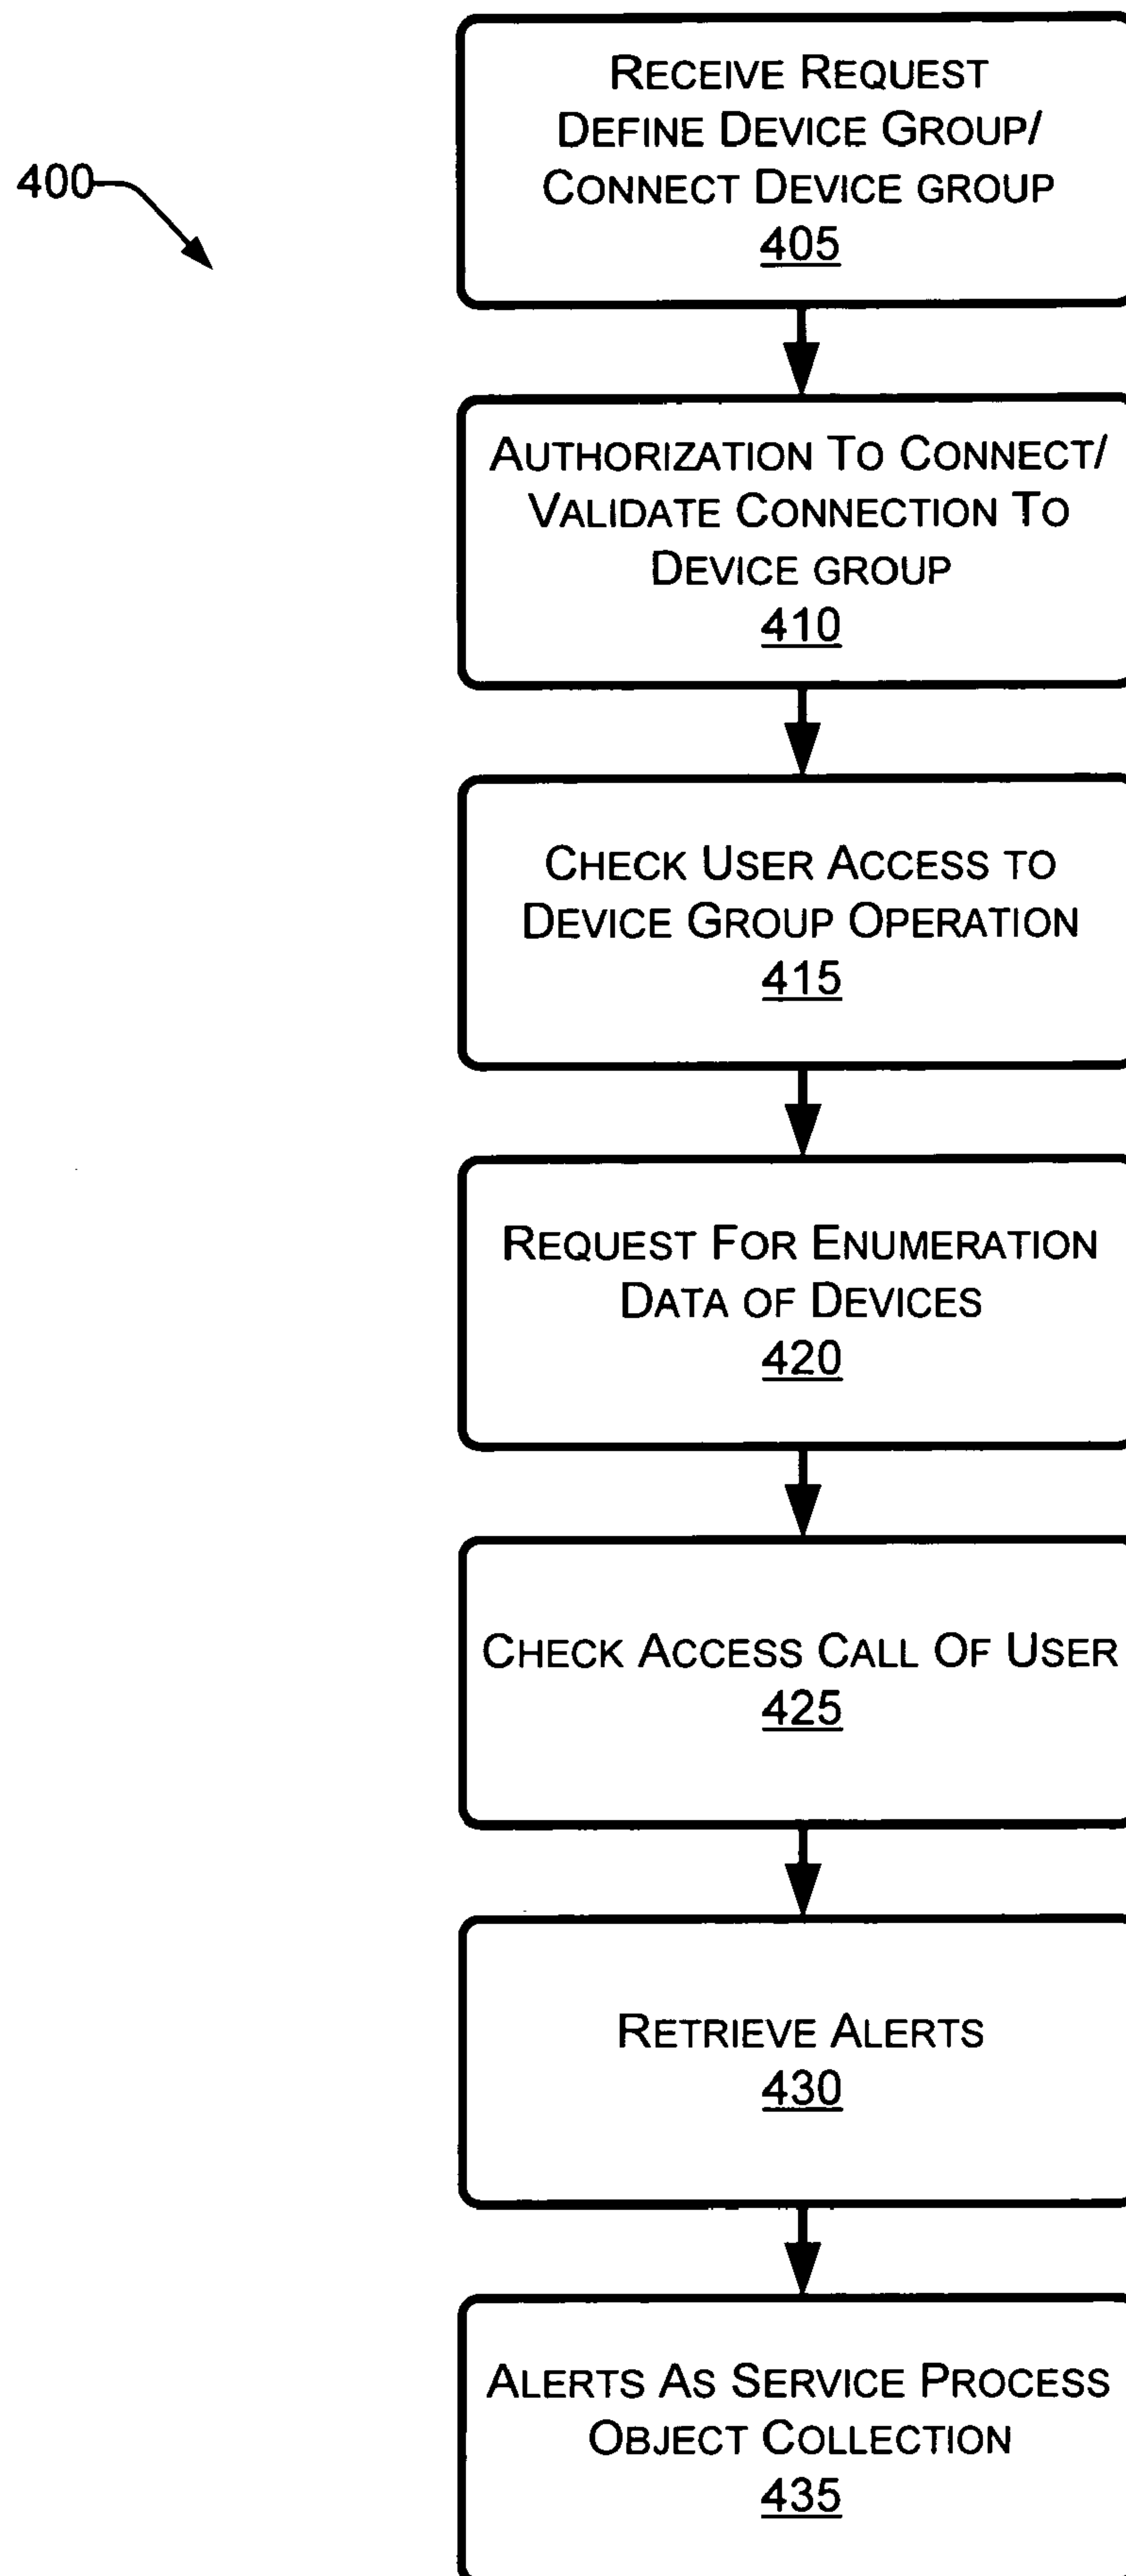 RECEIVE REQUEST
DEFINE DEVICE GROUP/
CONNECT DEVICE GROUP
405
400
AUTHORIZATION TO CONNECT/
VALIDATE CONNECTION TO
DEVICE GROUP
410
CHECK USER ACCESS TO
DEVICE GROUP OPERATION
415
REQUEST FOR ENUMERATION
DATA OF DEVICES
420
CHECK ACCESS CALL OF USER
425
RETRIEVE ALERTS
430
ALERTS AS SERVICE PROCESS
OBJECT COLLECTION
435